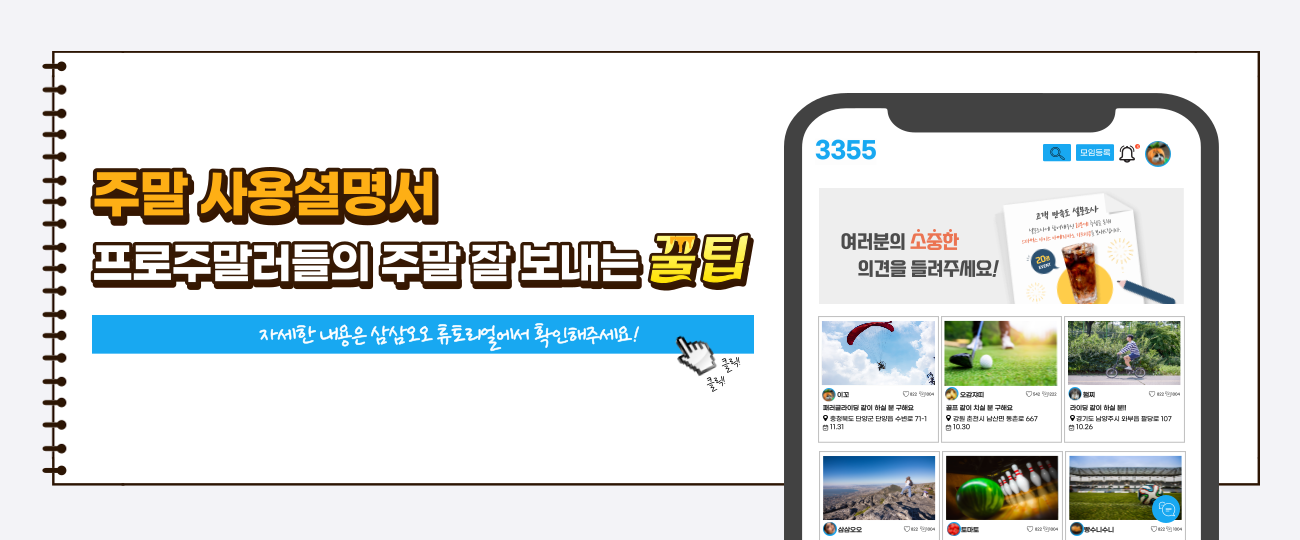 주말 사용설명서
프로주말러들의 주말 잘 보내는 꿀팁
자세한 내용은 삼삼오오 튜토리얼에서 확인해주세요!
클릭!
클릭!
3355
모임등록
여러분의 소중한
의견을 들려주세요!
고객 만족도 설문조사
20명
EVENT
이꼬
822 1004
패러글라이딩 같이 하실 분 구해요
충청북도 단양군 단양읍 수변로 71-1
11.31
오감자띠
542 1222
골프 같이 치실 분 구해요
강원 춘천시 남산면 동촌로 667
10.30
햄찌
822 1004
라이딩 같이 하실 분!!
경기도 남양주시 와부읍 팔당로 107
10.26
삼삼오오
822 1004
토마토
822 1004
빵수니수니
822 1004